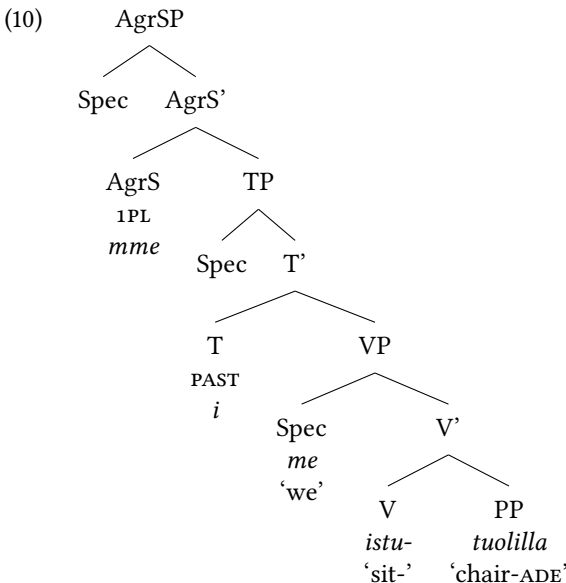 (10) AgrSP
Spec AgrS’
AgrS TP
1PL
mme
Spec T’
T VP
PAST
i
Spec V’
me
‘we’
V PP
istu- tuolilla
‘sit-’ ‘chair-ADE’